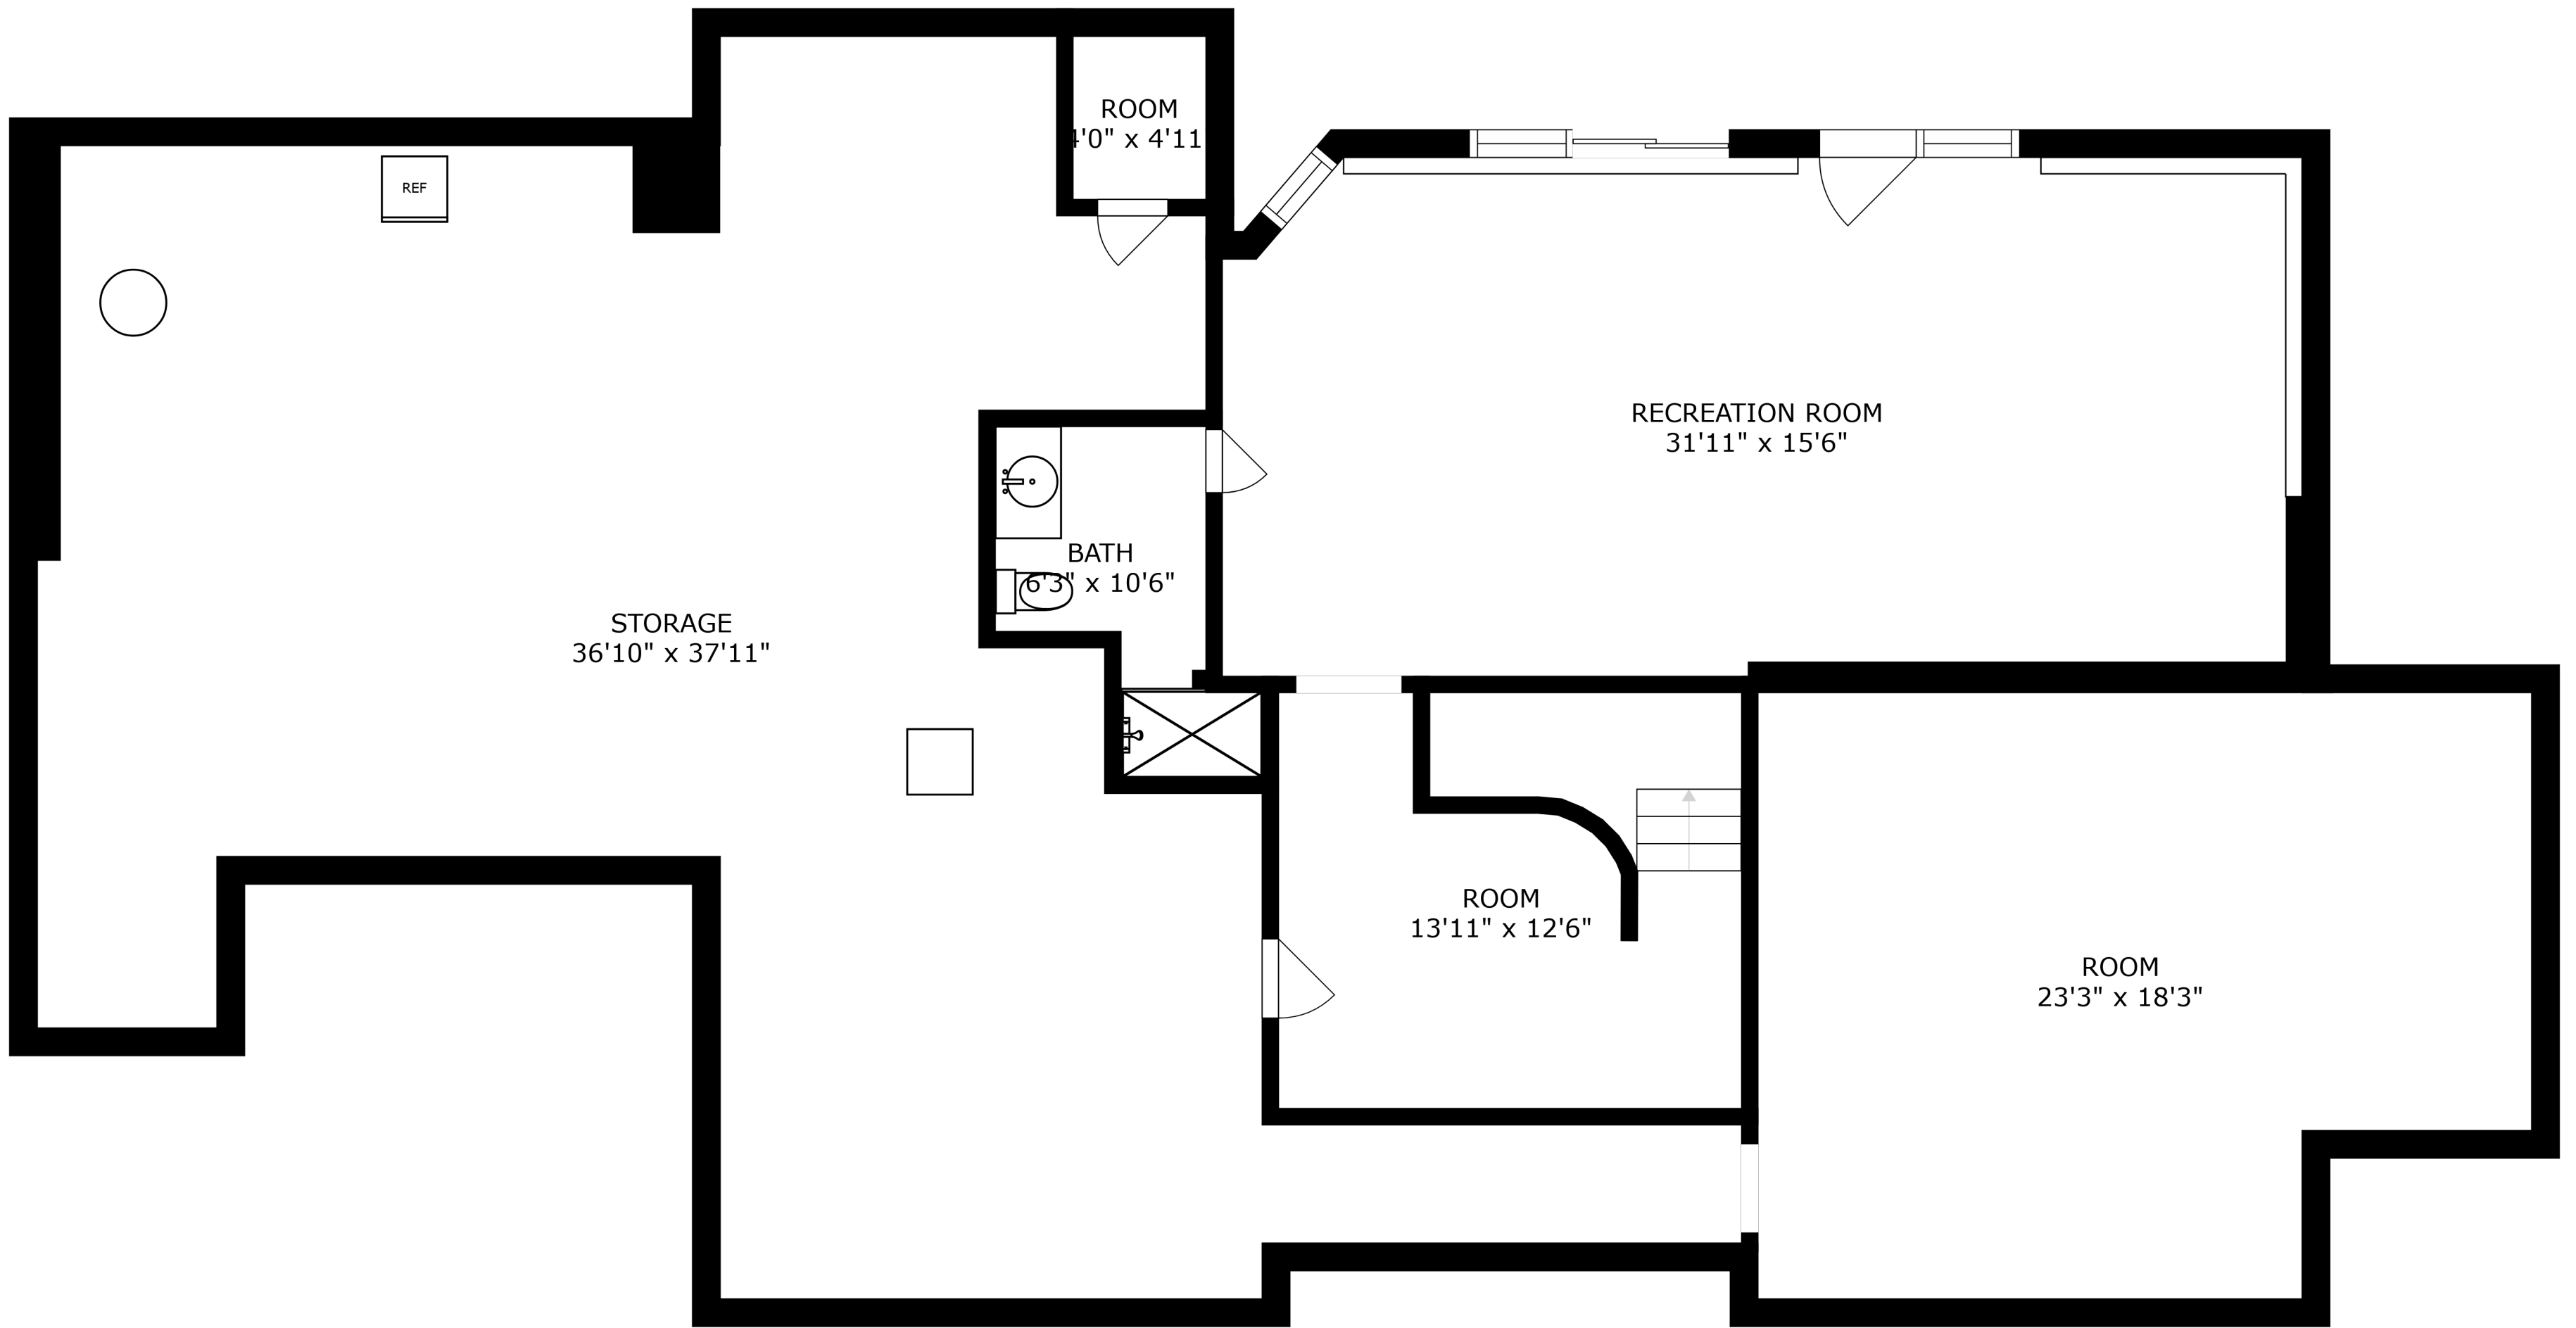 ROOM
4'0" x 4'11
REF
RECREATION ROOM
31'11" x 15'6"
BATH
6'3" x 10'6"
STORAGE
36'10" x 37'11"
ROOM
13'11" x 12'6"
ROOM
23'3" x 18'3"